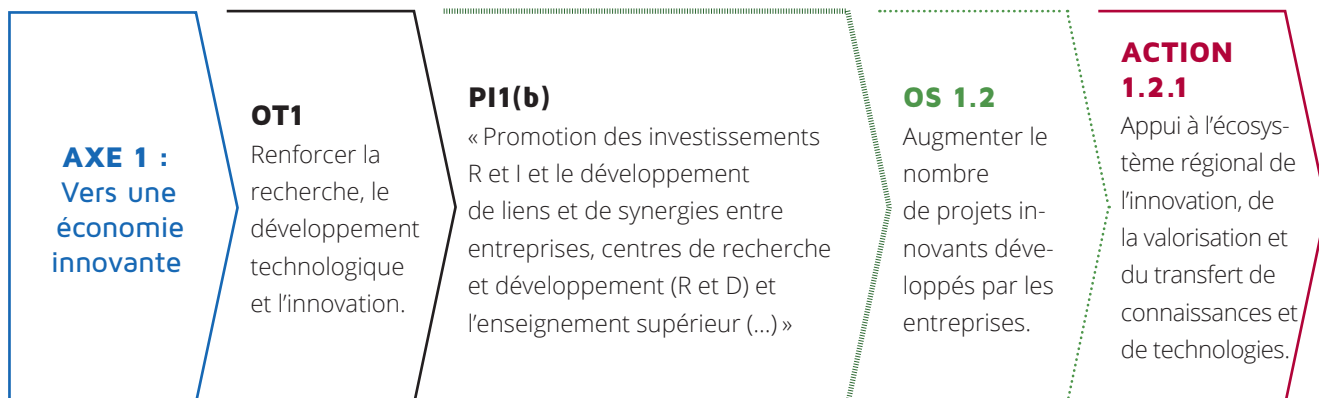 AXE 1 :
Vers une
économie
innovante
OT1
Renforcer la
recherche, le
développement
technologique
et l’innovation.
PI1(b)
« Promotion des investissements
R et I et le développement
de liens et de synergies entre
entreprises, centres de recherche
et développement (R et D) et
l’enseignement supérieur (...) »
OS 1.2
Augmenter le
nombre
de projets in-
novants déve-
loppés par les
entreprises.
ACTION
1.2.1
Appui à l’écosys-
tème régional de
l’innovation, de
la valorisation et
du transfert de
connaissances et
de technologies.